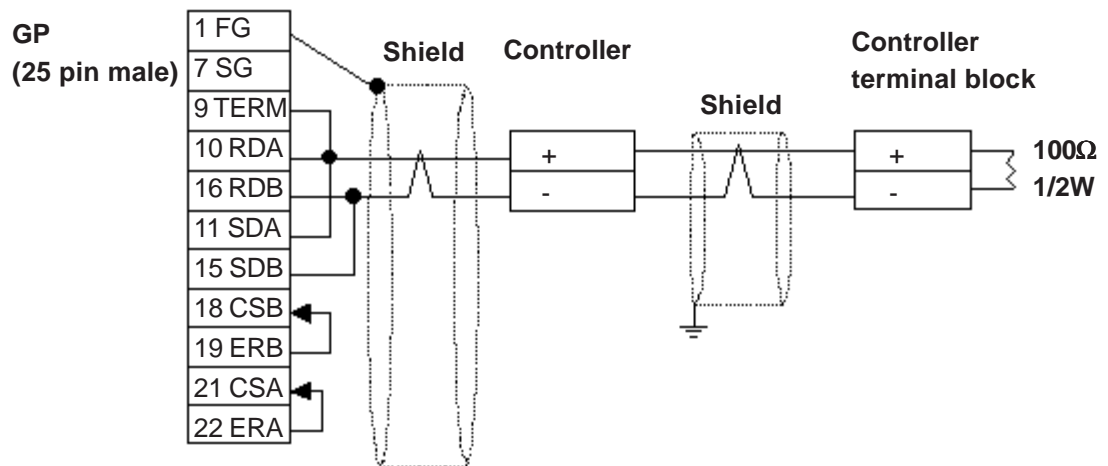 GP
(25 pin male)
1 FG
7 SG
9 TERM
10 RDA
16 RDB
11 SDA
15 SDB
18 CSB
19 ERB
21 CSA
22 ERA
Shield
Controller
+
-
Shield
Controller
terminal block
+
-
100Ω
1/2W